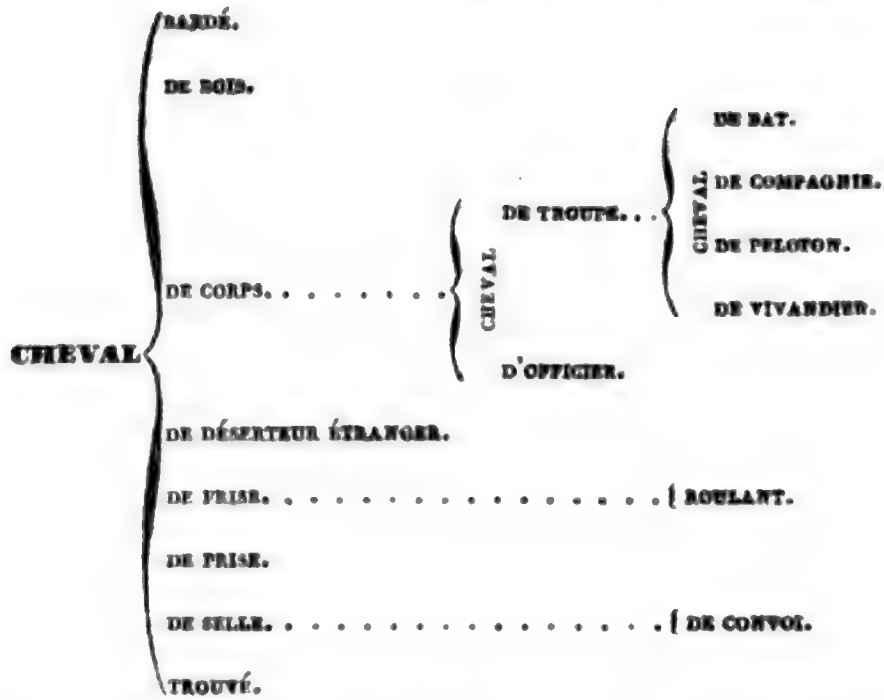 BARDÉ.
DE BOIS.
DE BAT.
CHEVAL
DE COMPAGNIE.
DE TROUPE. . .
DE PELOTON.
CHEVAL
DE CORPS. . . . . . . . . .
DE VIVANDIER.
CHEVAL
D'OFFICIER.
DE DÉSERTEUR ÉTRANGER.
DE FRISE. . . . . . . . . . . . . . . ROULANT.
DE PRISE.
DE SELLE. . . . . . . . . . . . . . . DE CONVOI.
TROUVÉ.